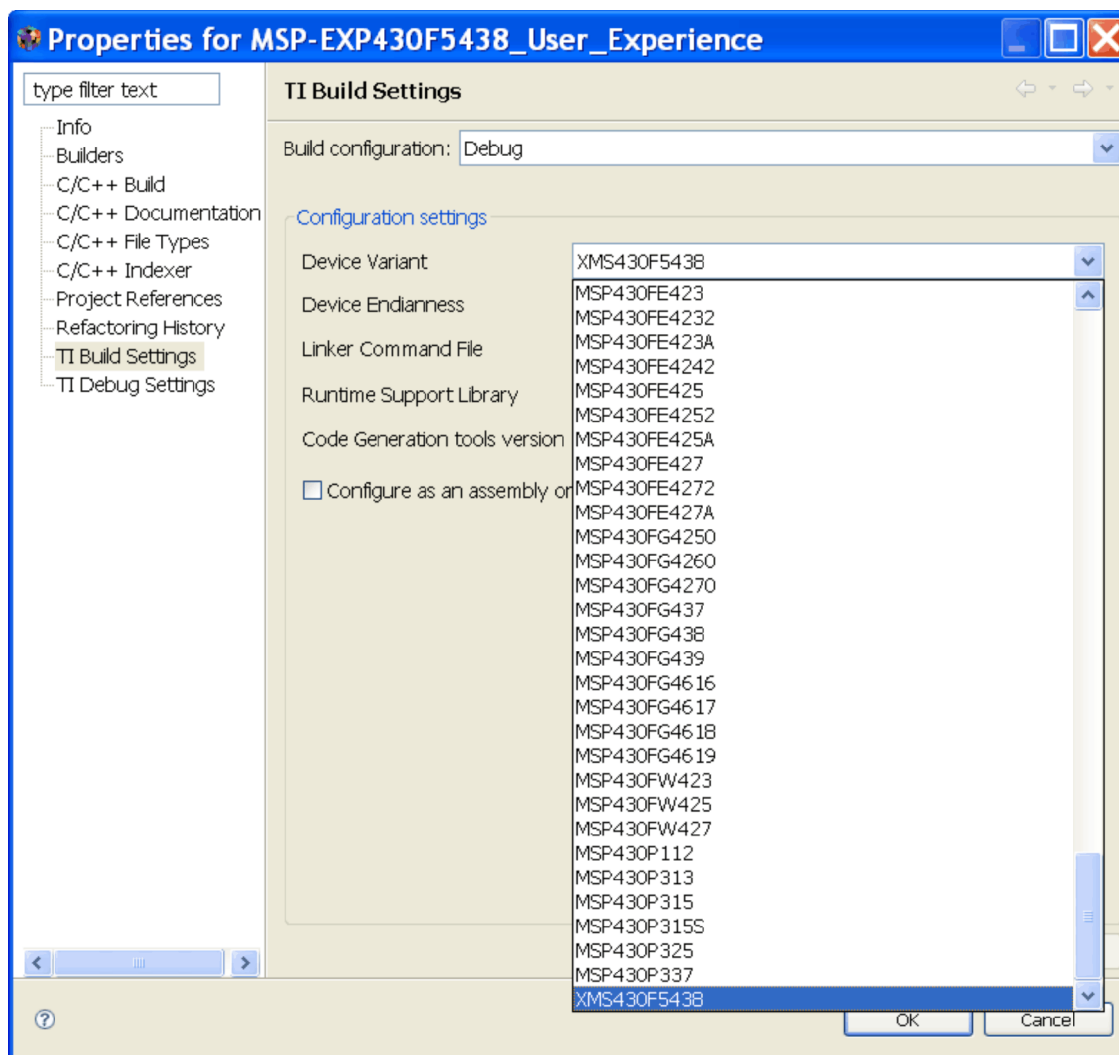 Properties for MSP-EXP430F5438_User_Experience
type filter text
Info
Builders
C/C++ Build
C/C++ Documentation
C/C++ File Types
C/C++ Indexer
Project References
Refactoring History
TI Build Settings
TI Debug Settings
TI Build Settings
Build configuration: Debug
Configuration settings
Device Variant XMS430F5438
Device Endianness
Linker Command File
Runtime Support Library
Code Generation tools version
Configure as an assembly or
MSP430FE423
MSP430FE4232
MSP430FE423A
MSP430FE4242
MSP430FE425
MSP430FE4252
MSP430FE425A
MSP430FE427
MSP430FE4272
MSP430FE427A
MSP430FG4250
MSP430FG4260
MSP430FG4270
MSP430FG437
MSP430FG438
MSP430FG439
MSP430FG4616
MSP430FG4617
MSP430FG4618
MSP430FG4619
MSP430FW423
MSP430FW425
MSP430FW427
MSP430P112
MSP430P313
MSP430P315
MSP430P315S
MSP430P325
MSP430P337
XMS430F5438
?
OK Cancel